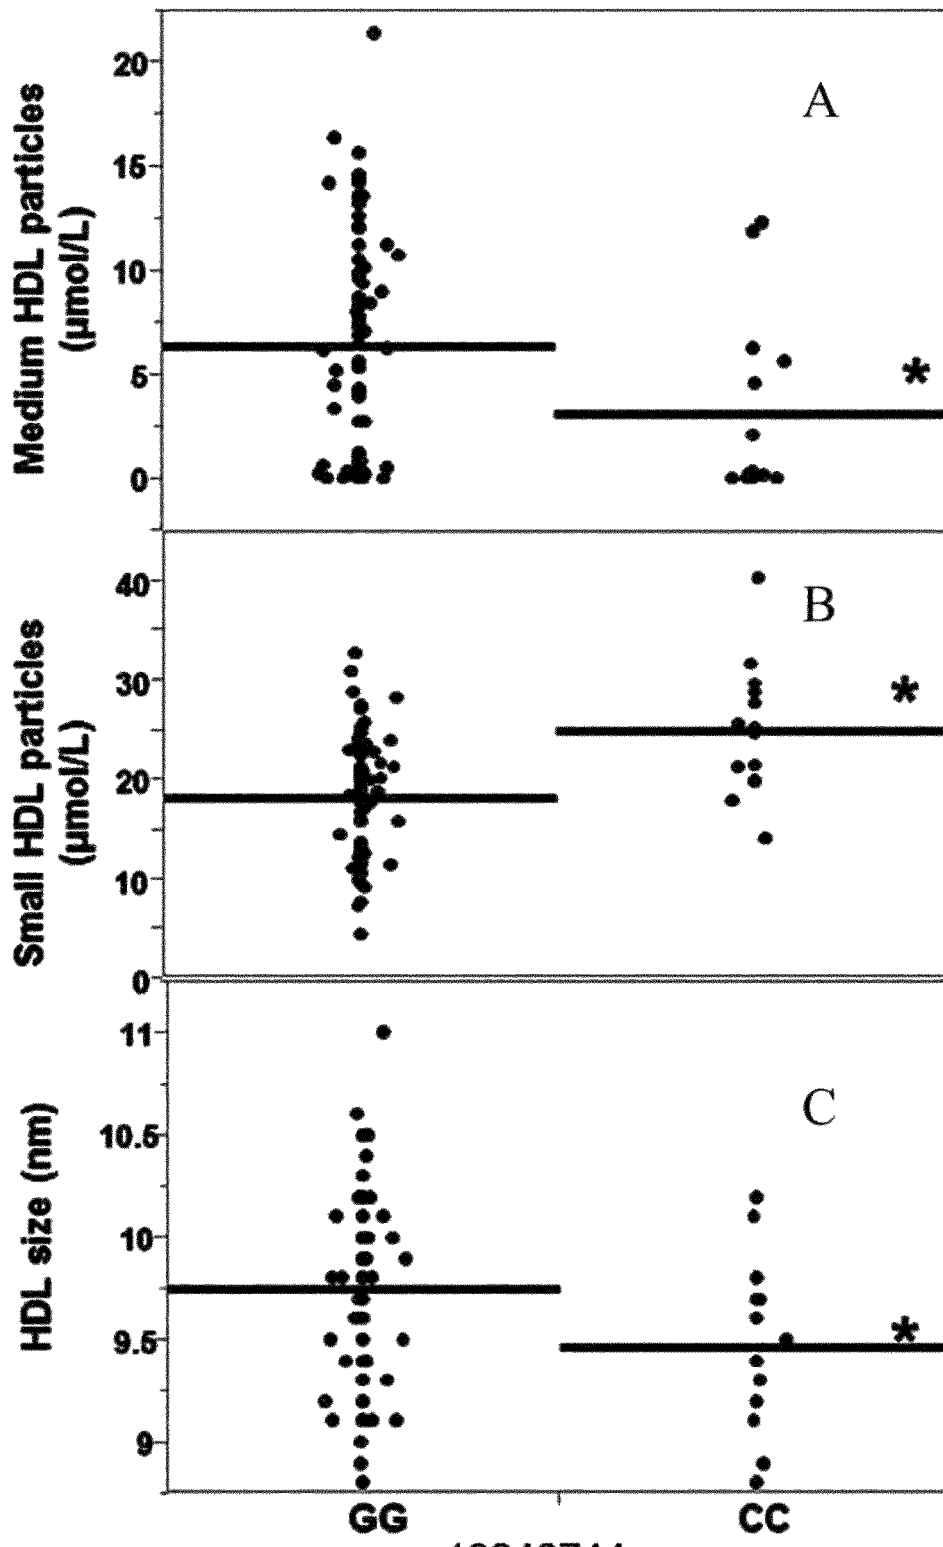 Medium HDL particles
(μmol/L)
20
15
10
5
0
A
*
Small HDL particles
(μmol/L)
40
30
20
10
0
B
*
HDL size (nm)
11
10.5
10
9.5
9
C
*
GG
CC